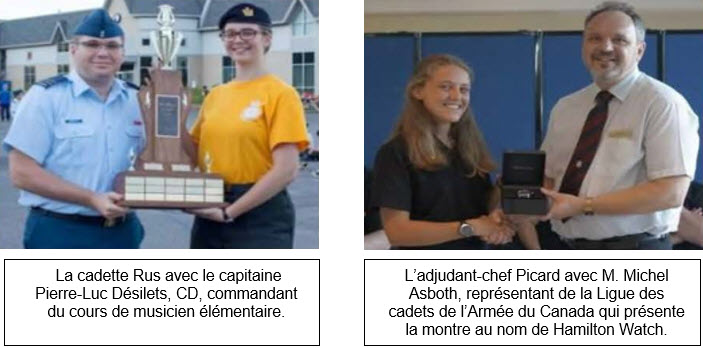 La cadette Rus avec le capitaine
Pierre-Luc Désilets, CD, commandant
du cours de musicien élémentaire.
L'adjudant-chef Picard avec M. Michel
Asboth, représentant de la Ligue des
cadets de l'Armée du Canada qui présente
la montre au nom de Hamilton Watch.